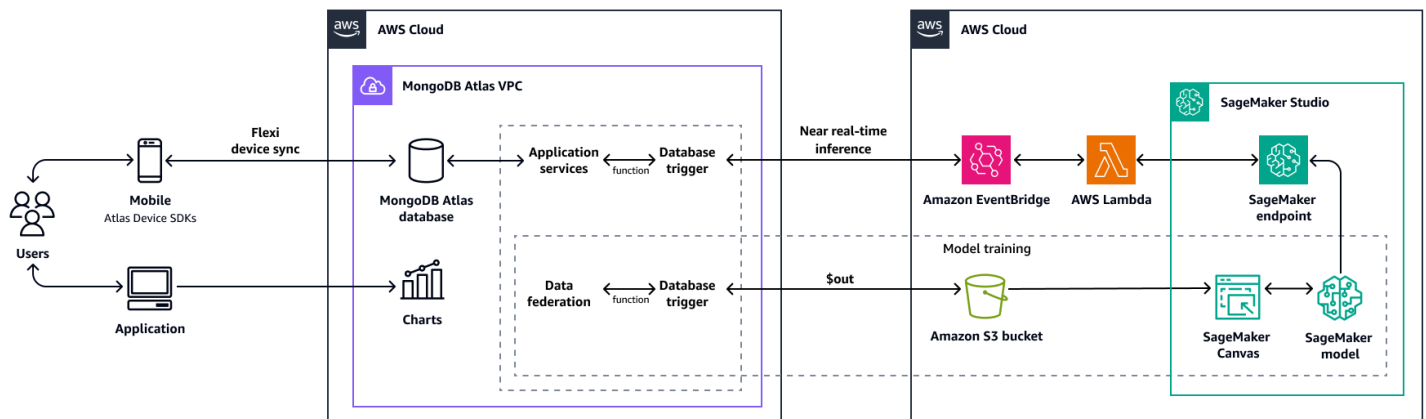 aws
AWS Cloud
aws
AWS Cloud
MongoDB Atlas VPC
SageMaker Studio
Flexi
device sync
Near real-time
inference
Application
services
function
Database
trigger
Mobile
Atlas Device SDKs
MongoDB Atlas
database
Amazon EventBridge
AWS Lambda
SageMaker
endpoint
Users
Model training
Data
federation
function
Database
trigger
$out
Application
Charts
Amazon S3 bucket
SageMaker
Canvas
SageMaker
model